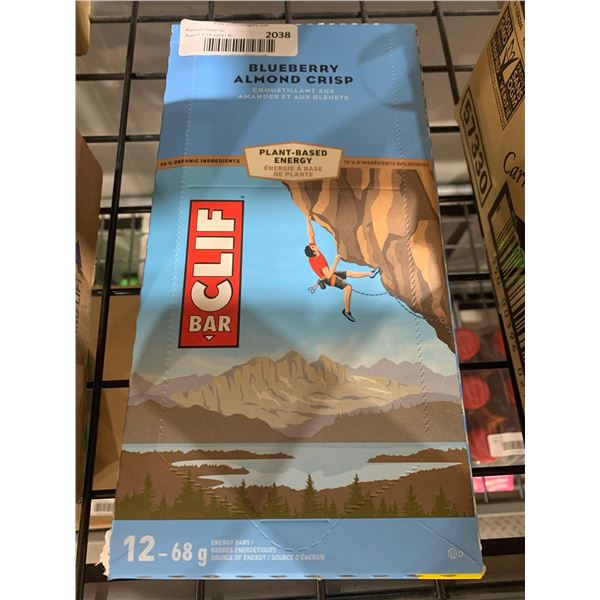 2038
BLUEBERRY
ALMOND CRISP
CROUSTILLANT AUX
AMANDES ET AUX BLEUETS
PLANT-BASED
ENERGY
ÉNERGIE À BASE
DE PLANTE
70 % ORGANIC INGREDIENTS
70 % D'INGRÉDIENTS BIOLOGIQUES
CLIF
BAR
12 – 68 g
ENERGY BARS /
BARRES ÉNERGÉTIQUES
SOURCE OF ENERGY / SOURCE D'ÉNERGIE
U D
57330